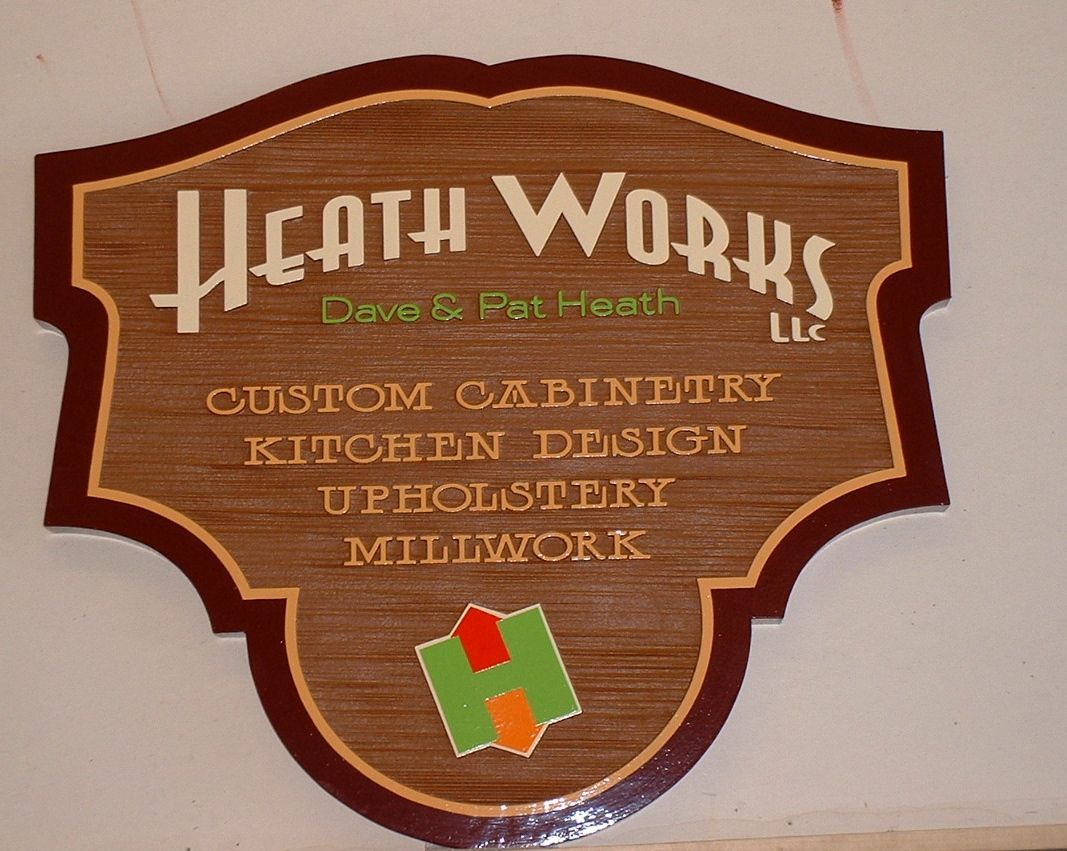 HEATH WORKS
LLC
Dave & Pat Heath
CUSTOM CABINETRY
KITCHEN DESIGN
UPHOLSTERY
MILLWORK
H